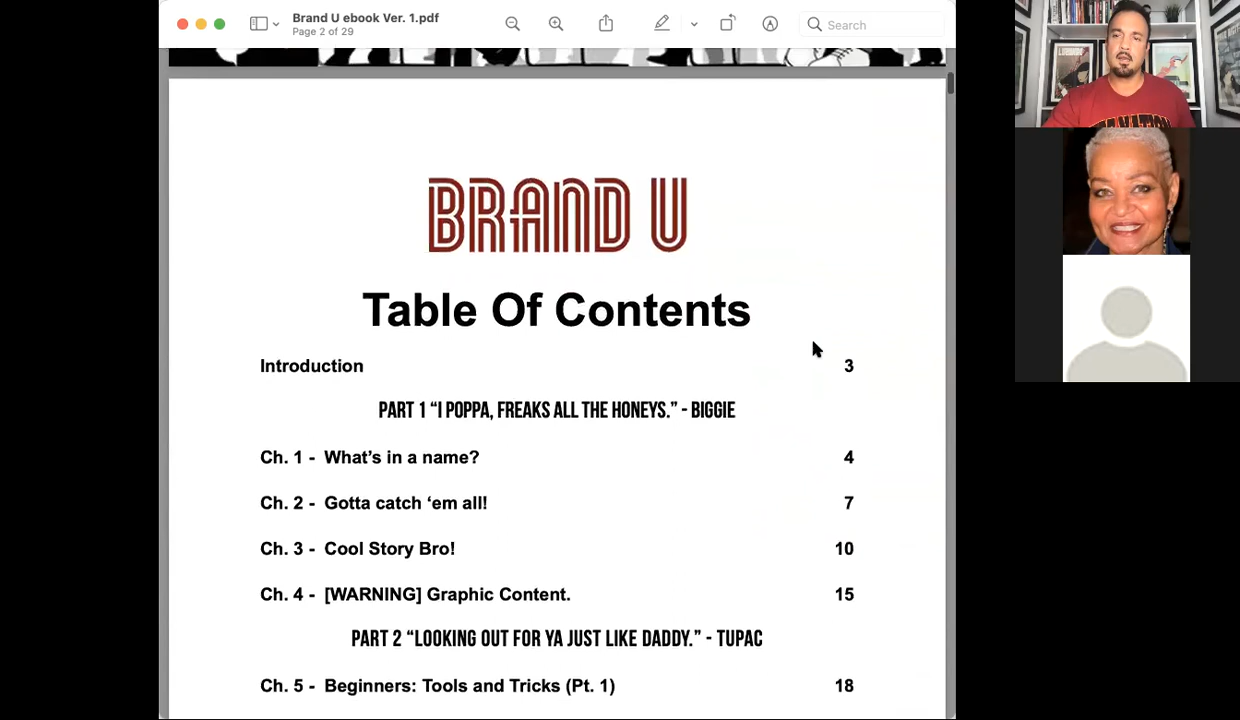 Brand U ebook Ver. 1.pdf
Page 2 of 29
Search
BRAND U
Table Of Contents
Introduction 3
PART 1 “I POPPA, FREAKS ALL THE HONEYS.” - BIGGIE
Ch. 1 - What’s in a name? 4
Ch. 2 - Gotta catch ‘em all! 7
Ch. 3 - Cool Story Bro! 10
Ch. 4 - [WARNING] Graphic Content. 15
PART 2 “LOOKING OUT FOR YA JUST LIKE DADDY.” - TUPAC
Ch. 5 - Beginners: Tools and Tricks (Pt. 1) 18